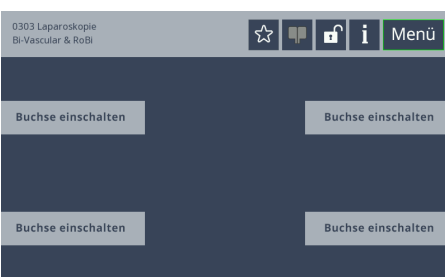 0303 Laparoskopie
Bi-Vascular & RoBi
i
Menü
Buchse einschalten
Buchse einschalten
Buchse einschalten
Buchse einschalten